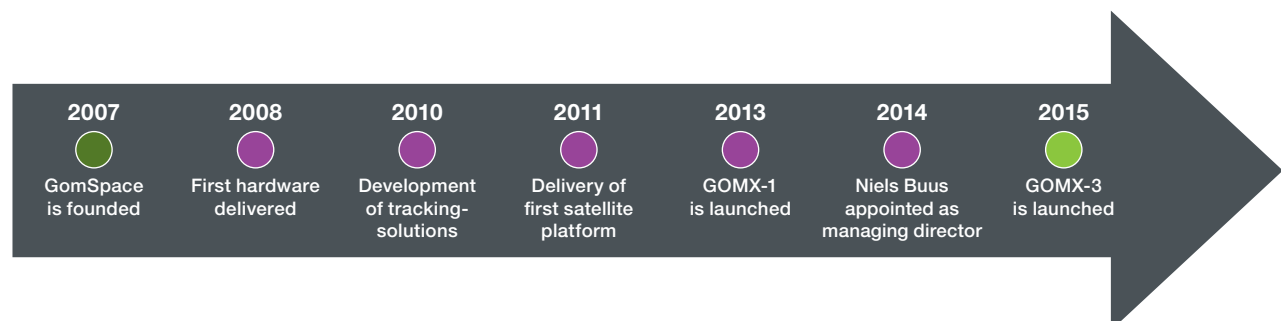 2007
GomSpace
is founded
2008
First hardware
delivered
2010
Development
of tracking-
solutions
2011
Delivery of
first satellite
platform
2013
GOMX-1
is launched
2014
Niels Buus
appointed as
managing director
2015
GOMX-3
is launched